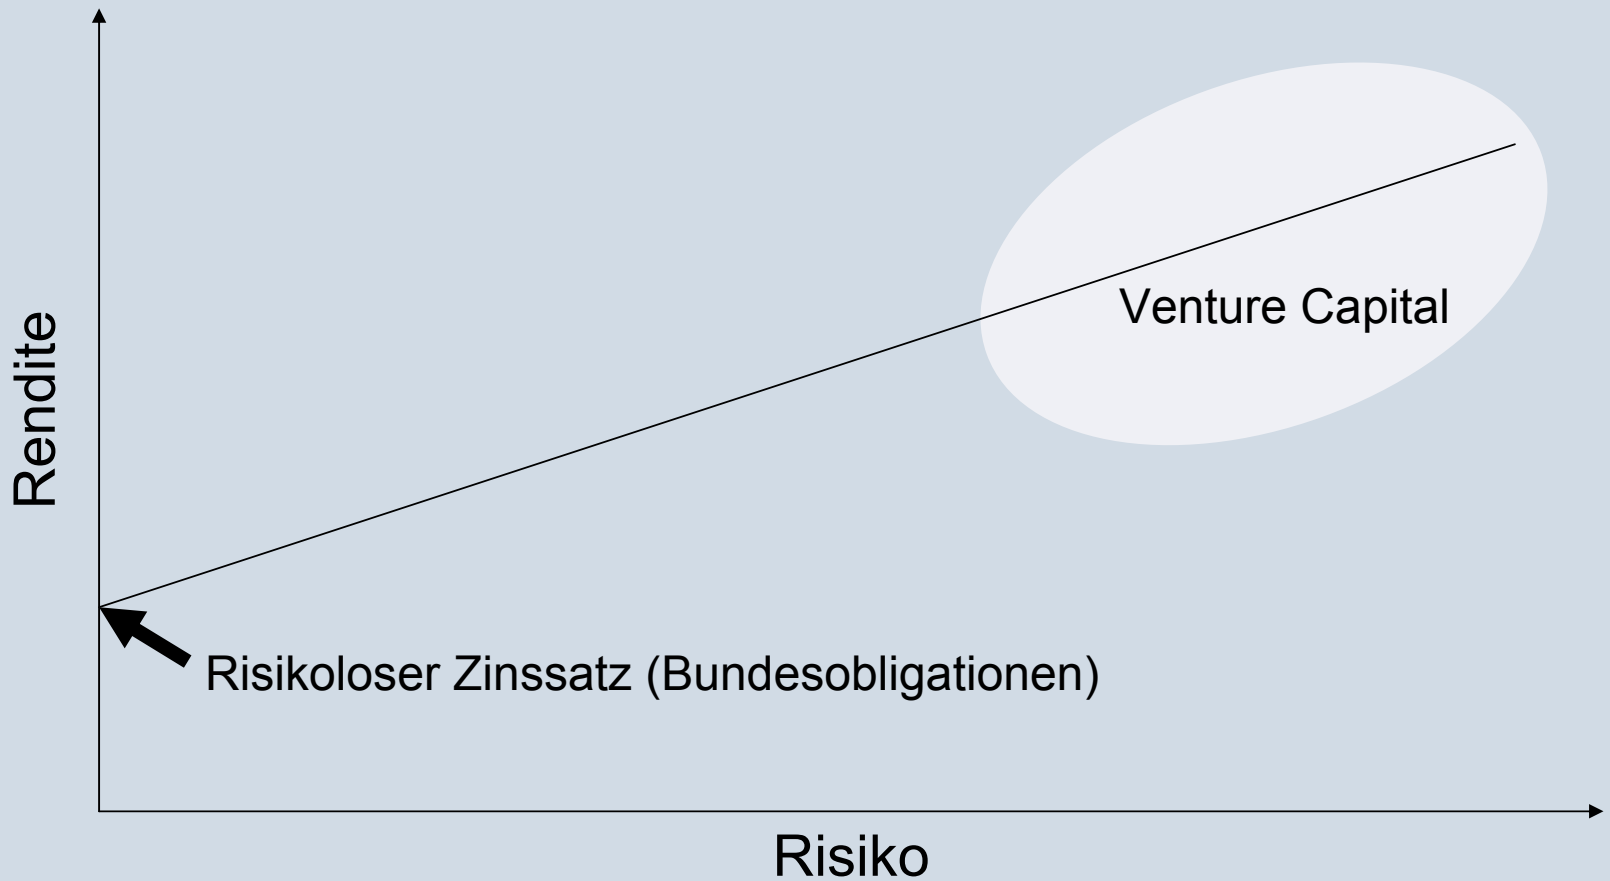 Rendite
Venture Capital
Risikoloser Zinssatz (Bundesobligationen)
Risiko